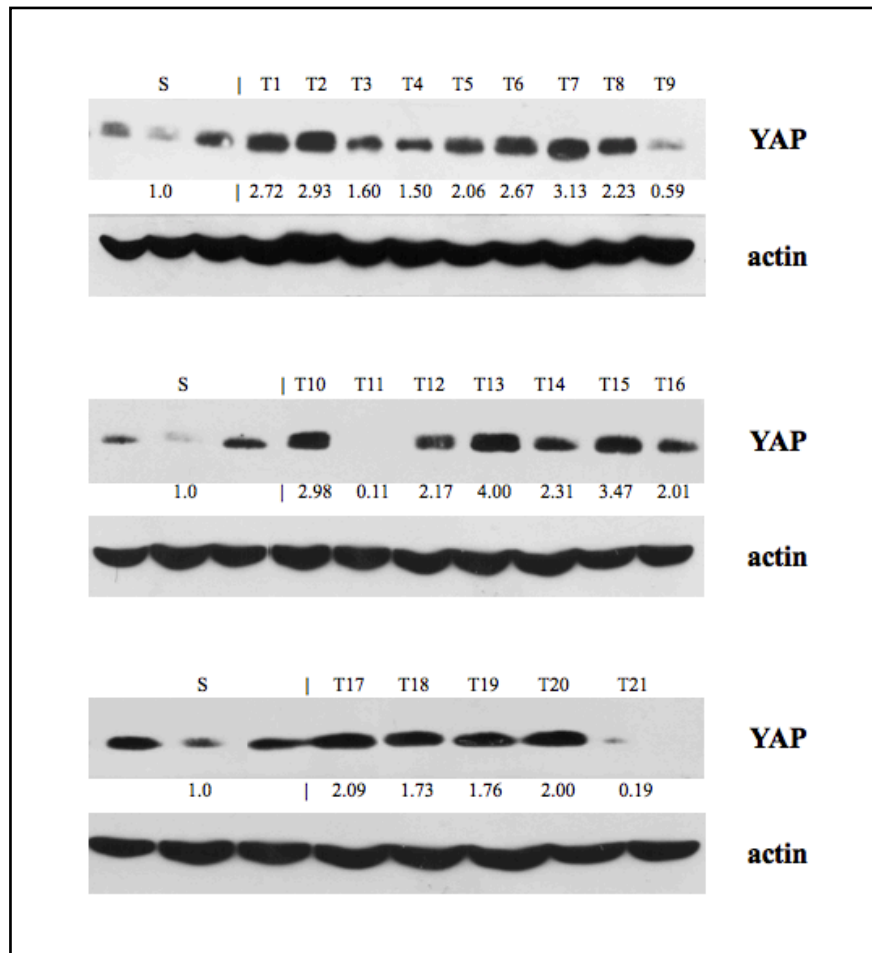 S | T1 T2 T3 T4 T5 T6 T7 T8 T9
YAP
1.0 | 2.72 2.93 1.60 1.50 2.06 2.67 3.13 2.23 0.59
actin
S | T10 T11 T12 T13 T14 T15 T16
YAP
1.0 | 2.98 0.11 2.17 4.00 2.31 3.47 2.01
actin
S | T17 T18 T19 T20 T21
YAP
1.0 | 2.09 1.73 1.76 2.00 0.19
actin